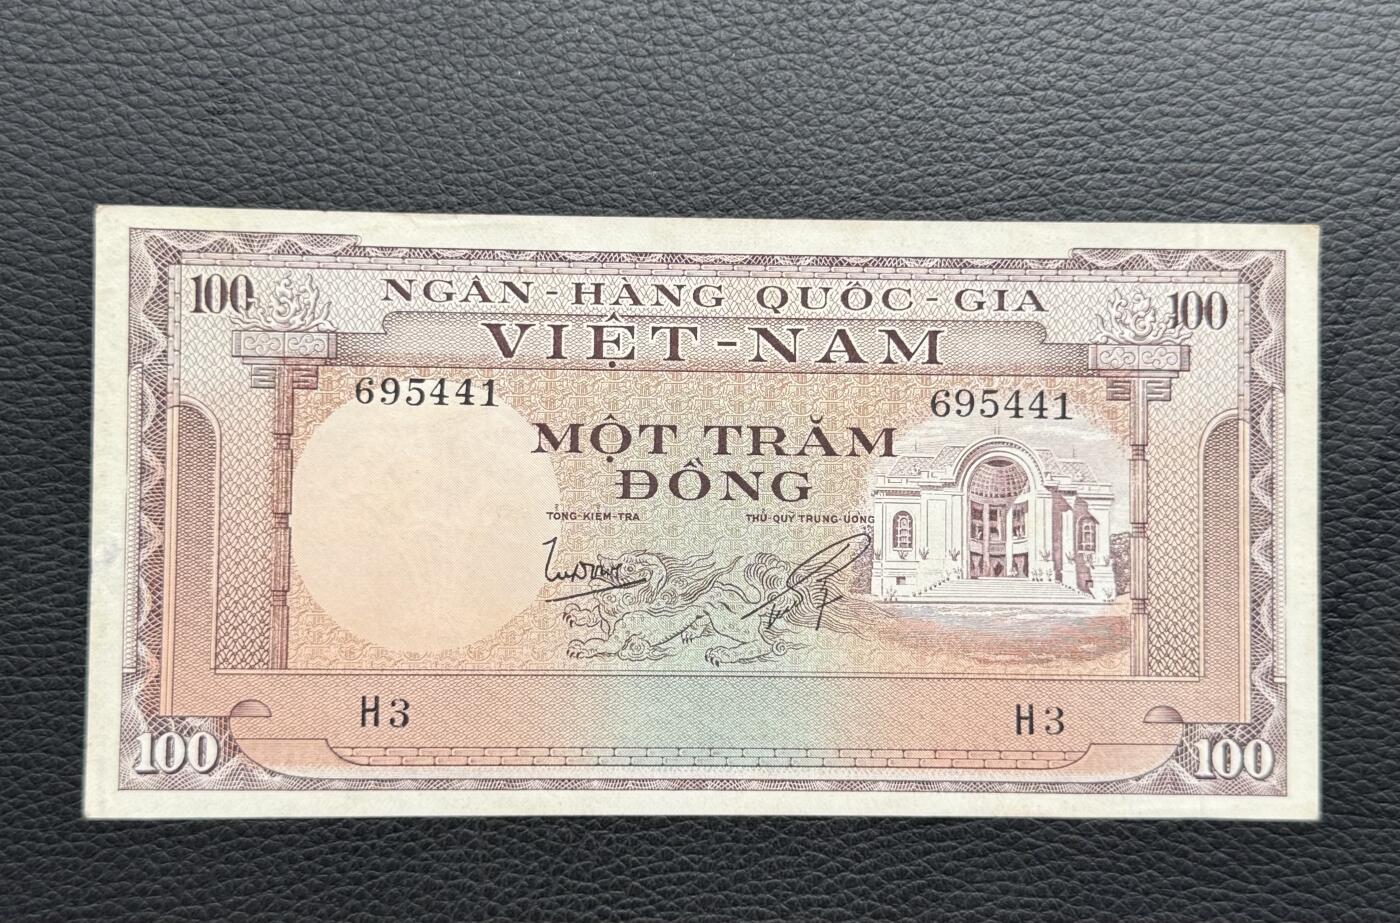 100 NGÂN-HÀNG QUỐC-GIA 100
VIỆT-NAM
695441 695441
MỘT TRĂM
ĐỒNG
TỔNG-KIỂM-TRA THỦ-QUỸ TRUNG-ƯƠNG
H3 H3
100 100